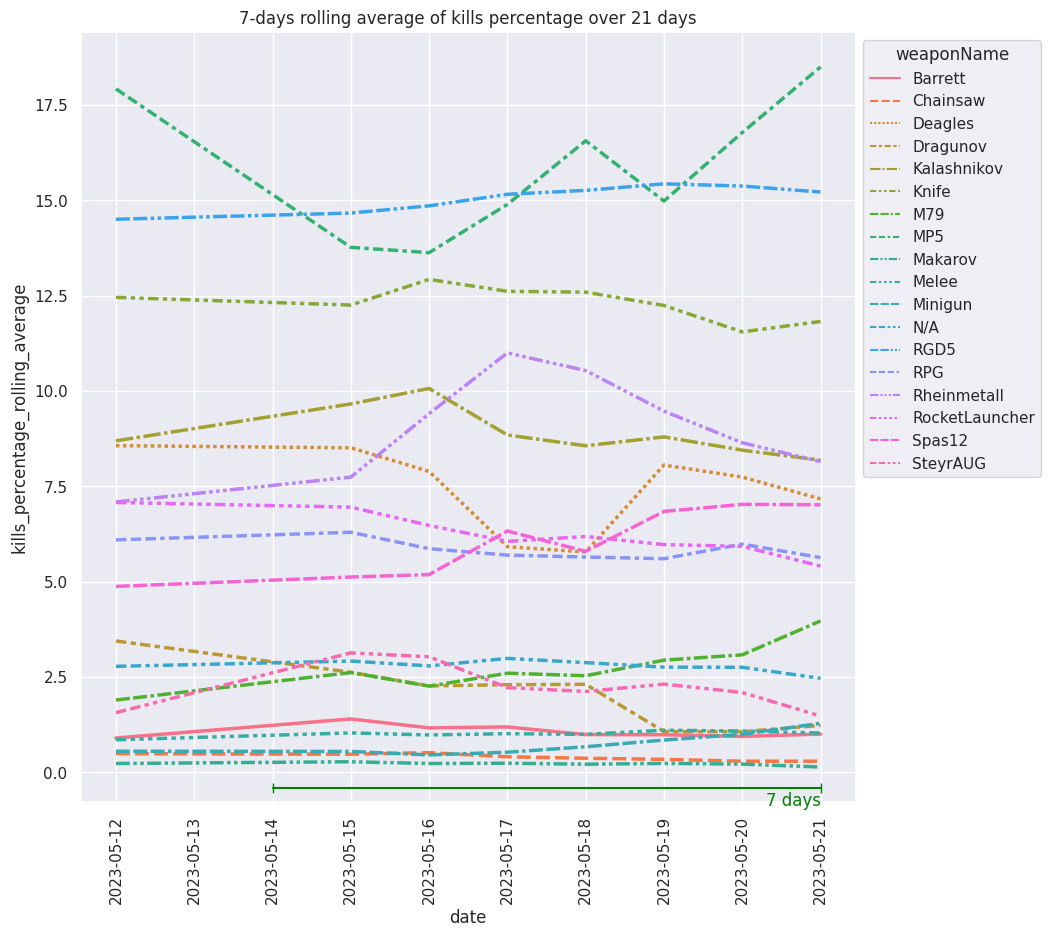 7-days rolling average of kills percentage over 21 days
kills_percentage_rolling_average
17.5
15.0
12.5
10.0
7.5
5.0
2.5
0.0
7 days
2023-05-12
2023-05-13
2023-05-14
2023-05-15
2023-05-16
2023-05-17
2023-05-18
2023-05-19
2023-05-20
2023-05-21
date
weaponName
Barrett
Chainsaw
Deagles
Dragunov
Kalashnikov
Knife
M79
MP5
Makarov
Melee
Minigun
N/A
RGD5
RPG
Rheinmetall
RocketLauncher
Spas12
SteyrAUG